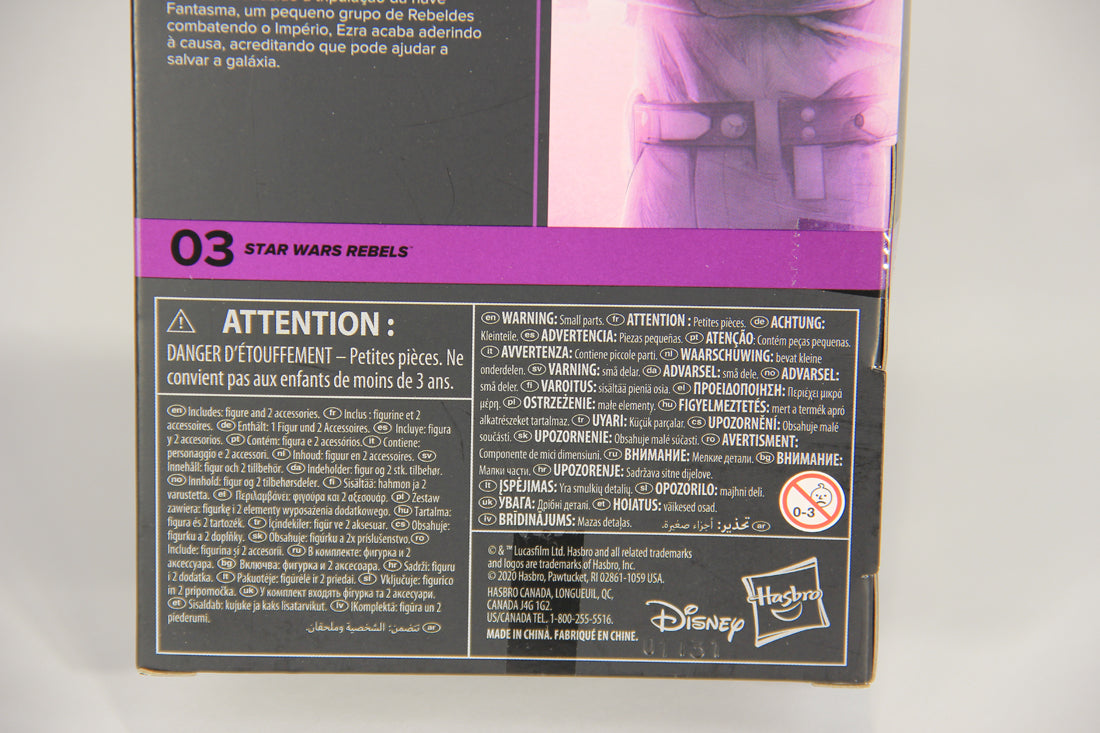 Fantasma, um pequeno grupo de Rebeldes
combatendo o Império, Ezra acaba aderindo
à causa, acreditando que pode ajudar a
salvar a galáxia.
03 STAR WARS REBELS™
ATTENTION :
DANGER D'ÉTOUFFEMENT – Petites pièces. Ne
convient pas aux enfants de moins de 3 ans.
en Includes: figure and 2 accessories. fr Inclus : figurine et 2
accessoires. de Enthält: 1 Figur und 2 Accessoires. es Incluye: figura
y 2 accesorios. pt Contém: figura e 2 acessórios. it Contiene:
personaggio e 2 accessori. nl Inhoud: figuur en 2 accessoires. sv
Innehåll: figur och 2 tillbehör. da Indeholder: figur og 2 stk. tilbehør.
no Innhold: figur og 2 tilbehørsdeler. fi Sisältää: hahmon ja 2
varustetta. el Περιλαμβάνει: φιγούρα και 2 αξεσουάρ. pl Zestaw
zawiera: figurkę i 2 elementy wyposażenia dodatkowego. hu Tartalma:
figura és 2 tartozék. tr İçindekiler: figür ve 2 aksesuar. cs Obsahuje:
figurku a 2 doplňky. sk Obsahuje: figúrku a 2x príslušenstvo. ro
Include: figurina și 2 accesorii. ru В комплекте: фигурка и 2
аксессуара. bg Включва: фигурка и 2 аксесоара. hr Sadrži: figuru
i 2 dodatka. lt Pakuotėje: figūrėlė ir 2 priedai. sl Vključuje: figurico
in 2 pripomočka. uk У комплект входять фігурка та 2 аксесуари.
et Sisaldab: kujuke ja kaks lisatarvikut. lv IKomplektā: figūra un 2
piederumi.
ar تتضمن: الشخصية وملحقان.
en WARNING: Small parts. fr ATTENTION : Petites pièces. de ACHTUNG:
Kleinteile. es ADVERTENCIA: Piezas pequeñas. pt ATENÇÃO: Contém peças pequenas.
it AVVERTENZA: Contiene piccole parti. nl WAARSCHUWING: bevat kleine
onderdelen. sv VARNING: små delar. da ADVARSEL: små dele. no ADVARSEL:
små deler. fi VAROITUS: sisältää pieniä osia. el ΠΡΟΕΙΔΟΠΟΙΗΣΗ: Περιέχει μικρά
μέρη. pl OSTRZEŻENIE: małe elementy. hu FIGYELMEZTETÉS: mert a termék apró
alkatrészeket tartalmaz. tr UYARI: Küçük parçalar. cs UPOZORNĚNÍ: Obsahuje malé
součásti. sk UPOZORNENIE: Obsahuje malé súčasti. ro AVERTISMENT:
Componente de mici dimensiuni. ru ВНИМАНИЕ: Мелкие детали. bg ВНИМАНИЕ:
Малки части. hr UPOZORENJE: Sadržava sitne dijelove.
lt ĮSPĖJIMAS: Yra smulkių detalių. sl OPOZORILO: majhni deli.
uk УВАГА: Дрібні деталі. et HOIATUS: väikesed osad.
lv BRĪDINĀJUMS: Mazas detaļas. ar تحذير: أجزاء صغيرة.
0-3
© & ™ Lucasfilm Ltd. Hasbro and all related trademarks
and logos are trademarks of Hasbro, Inc.
© 2020 Hasbro, Pawtucket, RI 02861-1059 USA.
HASBRO CANADA, LONGUEUIL, QC,
CANADA J4G 1G2.
US/CANADA TEL. 1-800-255-5516.
MADE IN CHINA. FABRIQUÉ EN CHINE.
DISNEY
Hasbro